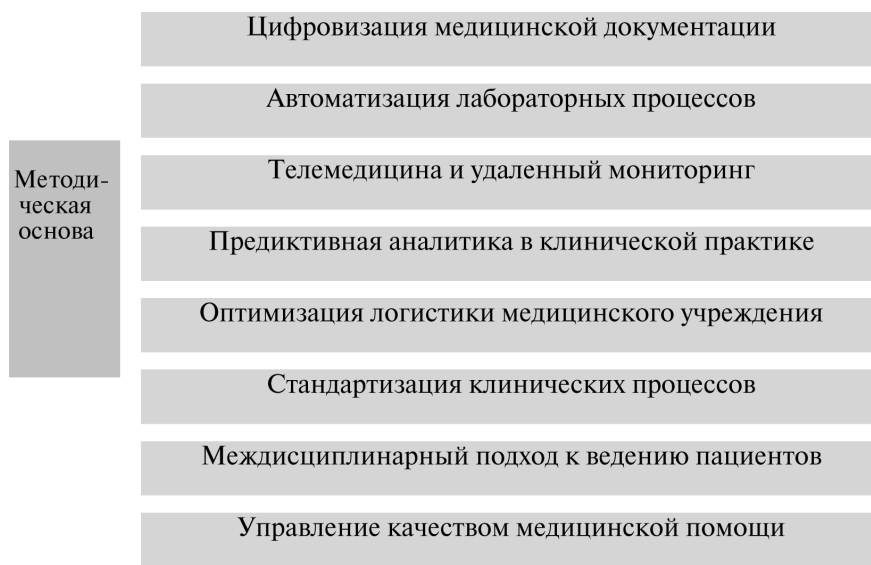 Цифровизация медицинской документации
Автоматизация лабораторных процессов
Телемедицина и удаленный мониторинг
Методи-
ческая
основа
Предиктивная аналитика в клинической практике
Оптимизация логистики медицинского учреждения
Стандартизация клинических процессов
Междисциплинарный подход к ведению пациентов
Управление качеством медицинской помощи